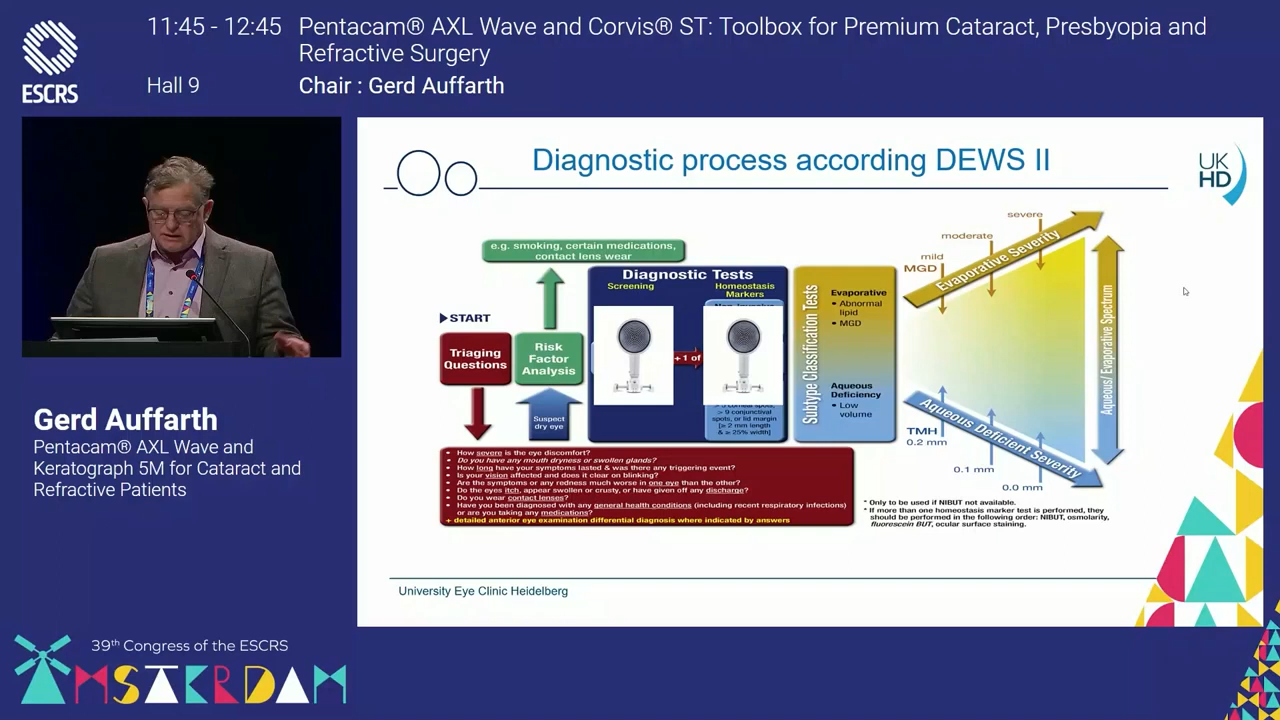 11:45 - 12:45
Pentacam® AXL Wave and Corvis® ST: Toolbox for Premium Cataract, Presbyopia and
Refractive Surgery
Hall 9
Chair : Gerd Auffarth
ESCRS
Diagnostic process according DEWS II
UK
HD
e.g. smoking, certain medications,
contact lens wear
START
Triaging
Questions
Risk
Factor
Analysis
Suspect
dry eye
Diagnostic Tests
Screening
Homeostasis
Markers
+1 of
> 9 conjunctival
spots, or lid margin
[≥ 2 mm length
& ≥ 25% width]
Subtype Classification Tests
Evaporative
• Abnormal
lipid
• MGD
Aqueous
Deficiency
• Low
volume
severe
moderate
mild
MGD
Evaporative Severity
Aqueous/ Evaporative Spectrum
Aqueous Deficient Severity
TMH
0.2 mm
0.1 mm
0.0 mm
• How severe is the eye discomfort?
• Do you have any mouth dryness or swollen glands?
• How long have your symptoms lasted & was there any triggering event?
• Is your vision affected and does it clear on blinking?
• Are the symptoms or any redness much worse in one eye than the other?
• Do the eyes itch, appear swollen or crusty, or have given off any discharge?
• Do you wear contact lenses?
• Have you been diagnosed with any general health conditions (including recent respiratory infections)
or are you taking any medications?
+ detailed anterior eye examination differential diagnosis where indicated by answers
* Only to be used if NIBUT not available.
* If more than one homeostasis marker test is performed, they
should be performed in the following order: NIBUT, osmolarity,
fluorescein BUT, ocular surface staining.
University Eye Clinic Heidelberg
Gerd Auffarth
Pentacam® AXL Wave and
Keratograph 5M for Cataract and
Refractive Patients
39th Congress of the ESCRS
AMSTERDAM